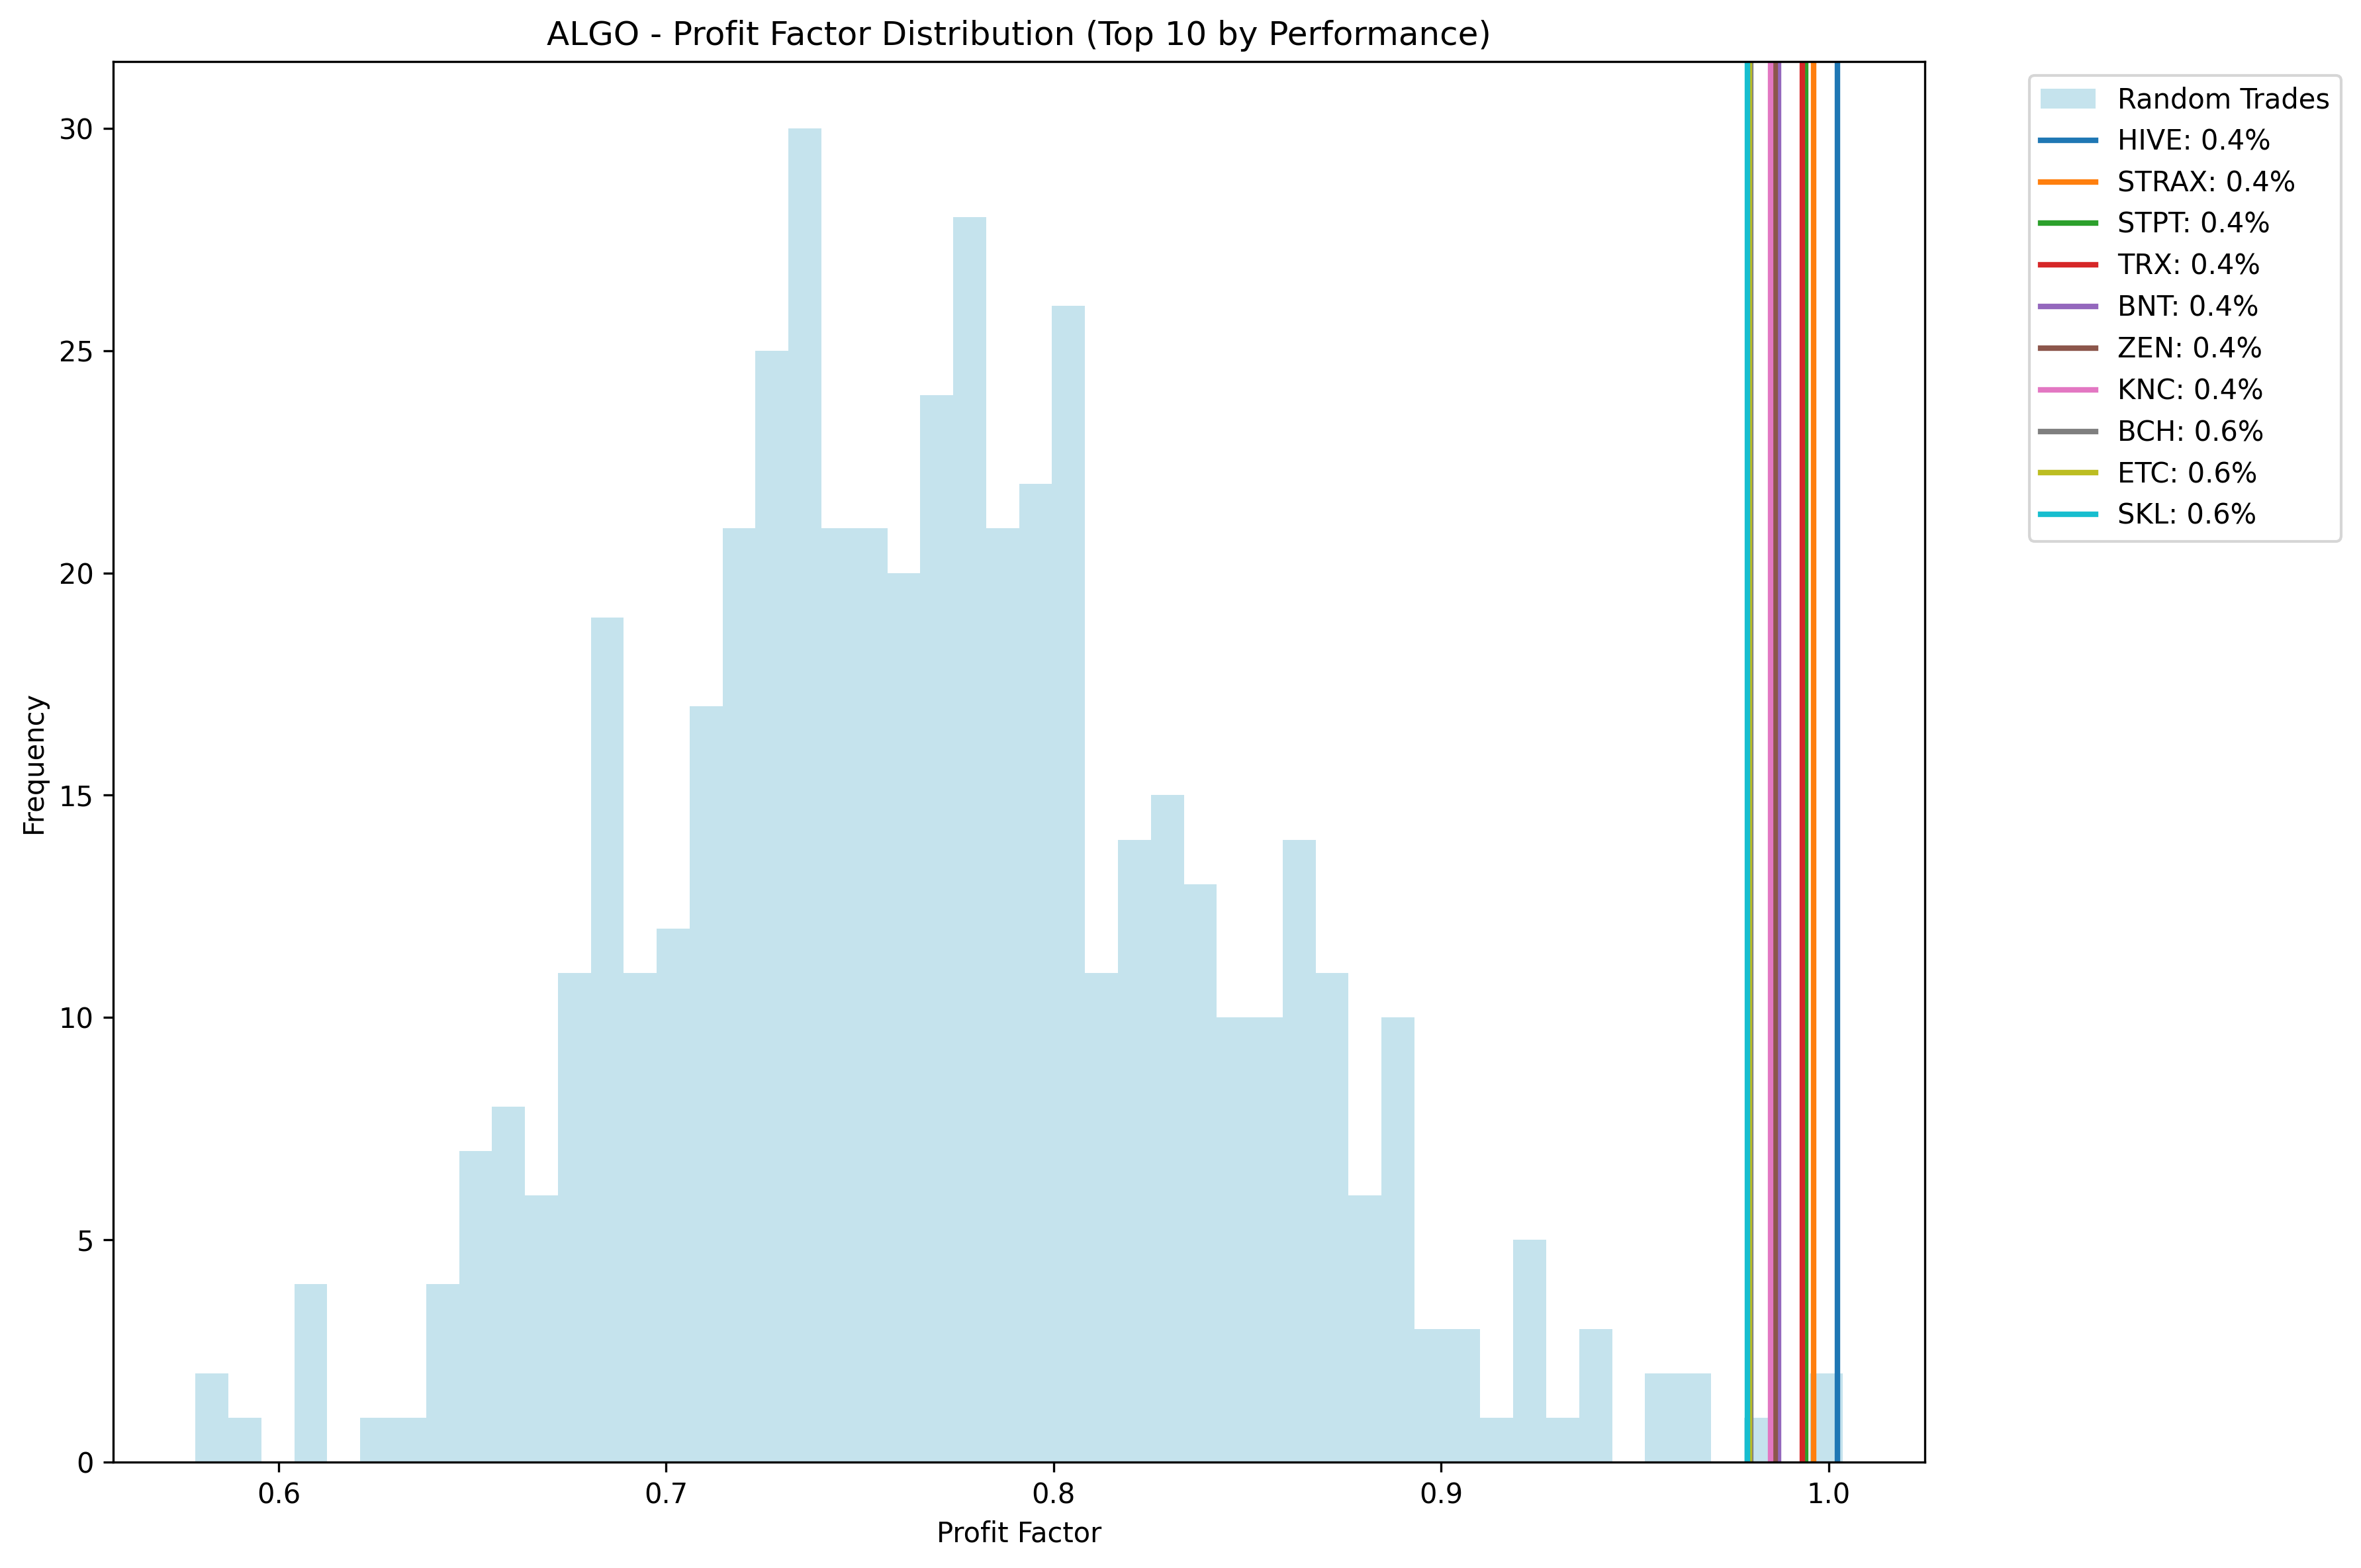 ALGO - Profit Factor Distribution (Top 10 by Performance)
Frequency
30
25
20
15
10
5
0
0.6 0.7 0.8 0.9 1.0
Profit Factor
Random Trades
HIVE: 0.4%
STRAX: 0.4%
STPT: 0.4%
TRX: 0.4%
BNT: 0.4%
ZEN: 0.4%
KNC: 0.4%
BCH: 0.6%
ETC: 0.6%
SKL: 0.6%